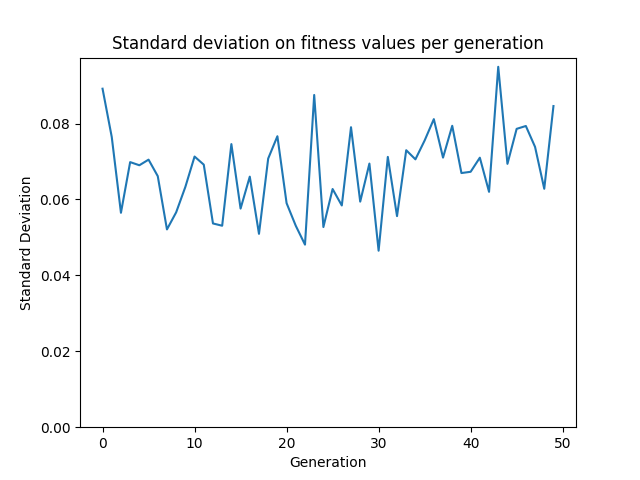 Standard deviation on fitness values per generation
Standard Deviation
0.08
0.06
0.04
0.02
0.00
0 10 20 30 40 50
Generation